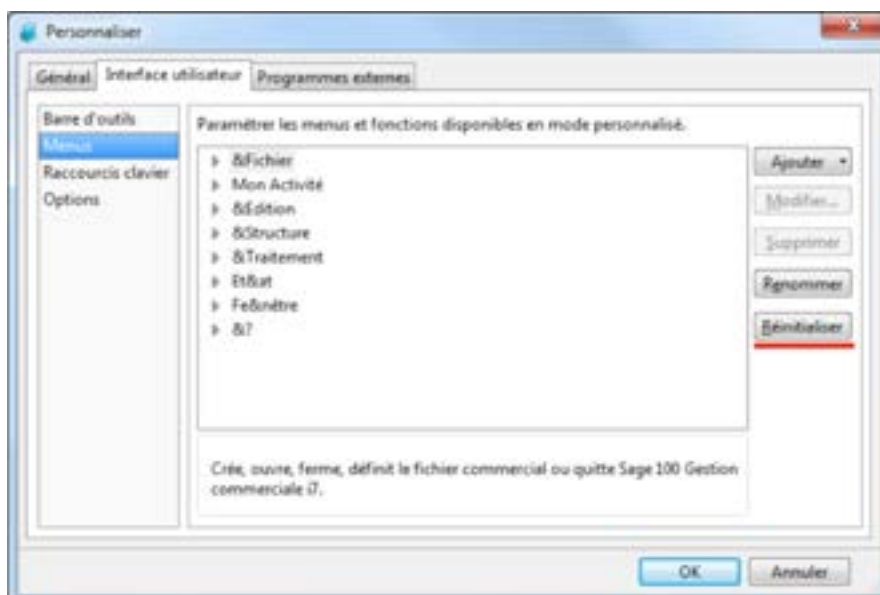 Personnaliser
Général Interface utilisateur Programmes externes
Barre d'outils
Menus
Raccourcis clavier
Options
Paramétrer les menus et fonctions disponibles en mode personnalisé.
&Fichier
Mon Activité
&Edition
&Structure
&Traitement
Et&at
Fe&nêtre
&?
Ajouter
Modifier...
Supprimer
Renommer
Réinitialiser
Crée, ouvre, ferme, définit le fichier commercial ou quitte Sage 100 Gestion
commerciale i7.
OK Annuler